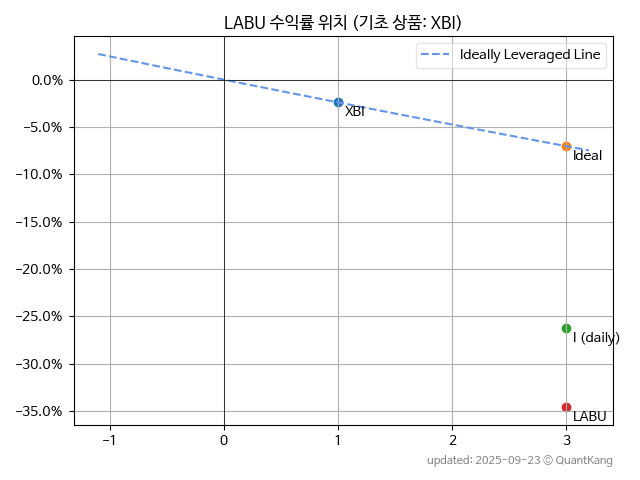 LABU 수익률 위치 (기초 상품: XBI)
Ideally Leveraged Line
0.0%
−5.0%
−10.0%
−15.0%
−20.0%
−25.0%
−30.0%
−35.0%
XBI
Ideal
I (daily)
LABU
−1
0
1
2
3
updated: 2025-09-23 © QuantKang